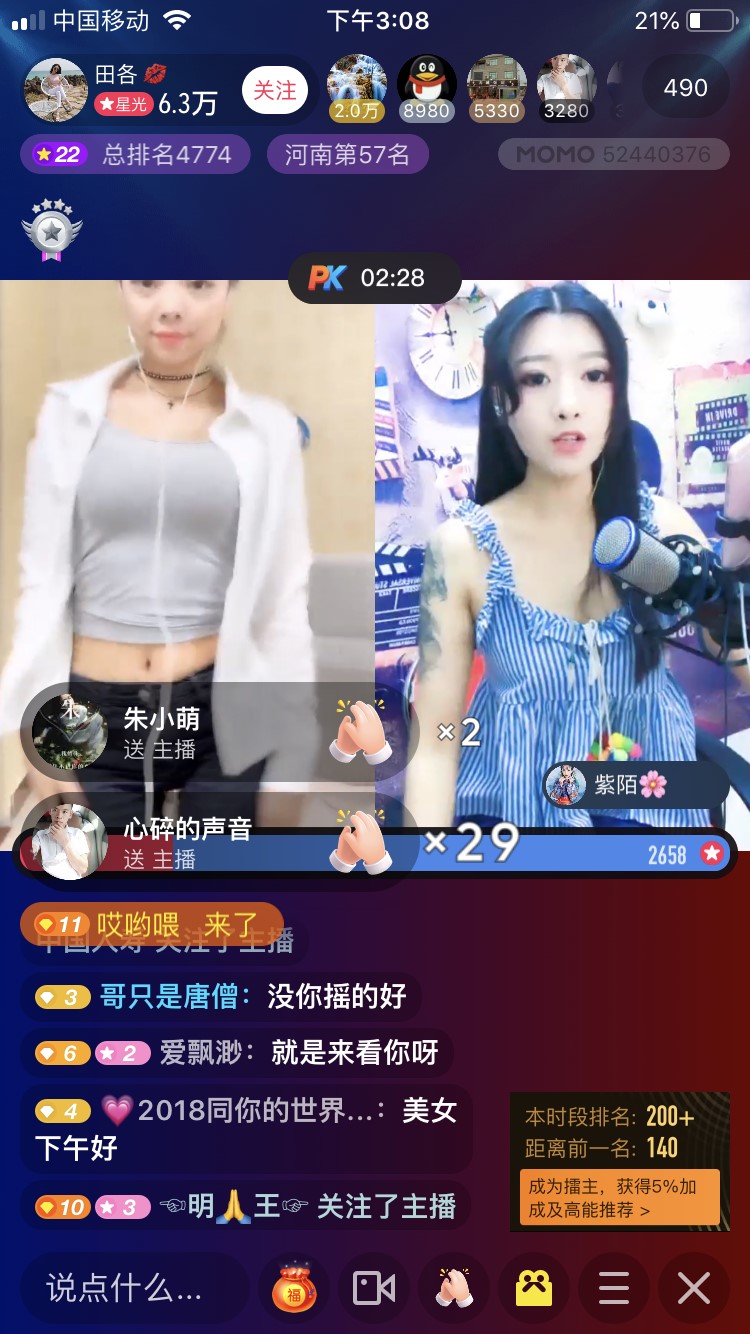 中国移动
下午3:08
21%
田各💋
关注
星光 6.3万
2.0万
8980
5330
3280
490
22 总排名4774
河南第57名
MOMO 52440376
PK 02:28
DRIVE IN
朱小萌
送 主播
×2
紫陌🌸
心碎的声音
送 主播
×29
2658
11 哎哟喂 来了
中国人寿 关注了主播
3 哥只是唐僧：没你摇的好
6 2 爱飘渺：就是来看你呀
4 💗2018同你的世界...：美女
下午好
10 3 ☜明🙏王☞ 关注了主播
本时段排名: 200+
距离前一名: 140
成为擂主，获得5%加
成及高能推荐 >
说点什么...
福